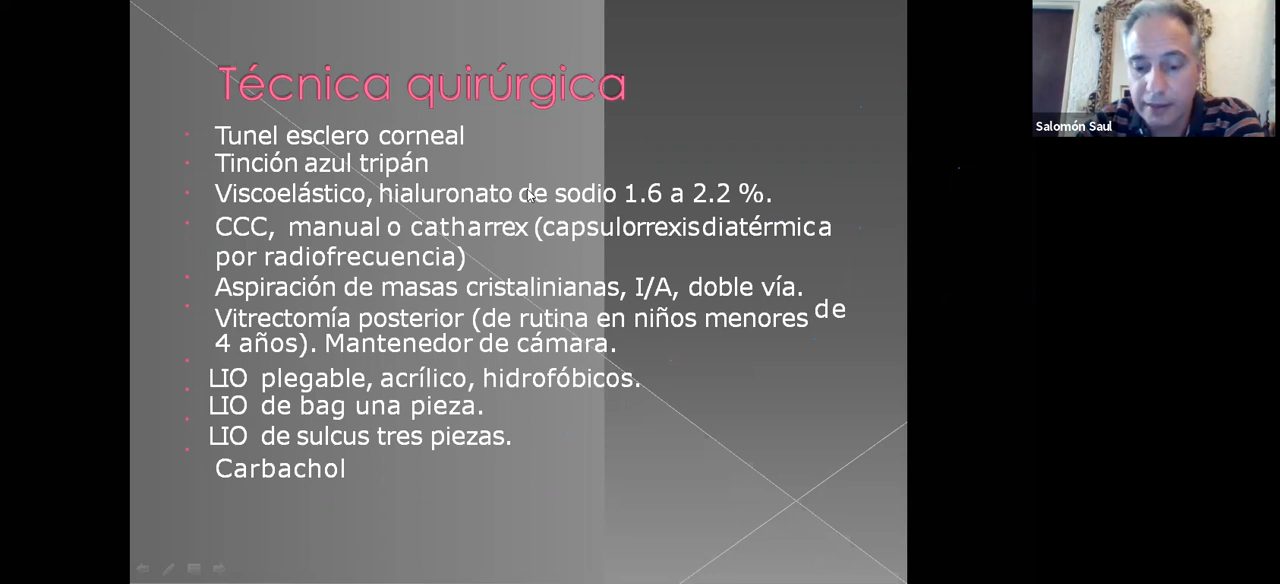 Técnica quirúrgica
Tunel esclero corneal
Tinción azul tripán
Viscoelástico, hialuronato de sodio 1.6 a 2.2 %.
CCC, manual o catharrex (capsulorrexis diatérmica
por radiofrecuencia)
Aspiración de masas cristalinianas, I/A, doble vía.
Vitrectomía posterior (de rutina en niños menores de
4 años). Mantenedor de cámara.
LIO plegable, acrílico, hidrofóbicos.
LIO de bag una pieza.
LIO de sulcus tres piezas.
Carbachol
Salomón Saul